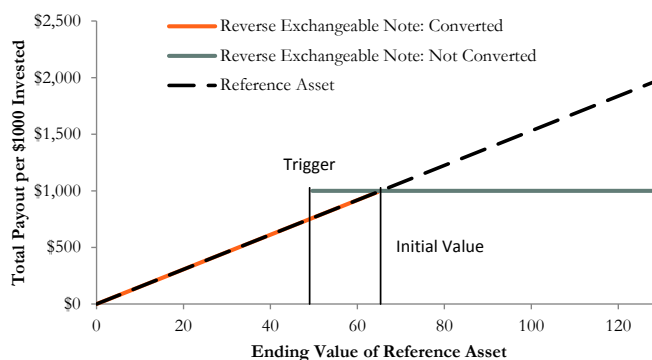 $2,500
$2,000
$1,500
$1,000
$500
$0
Total Payout per $1000 Invested
Reverse Exchangeable Note: Converted
Reverse Exchangeable Note: Not Converted
Reference Asset
Trigger
Initial Value
0 20 40 60 80 100 120
Ending Value of Reference Asset